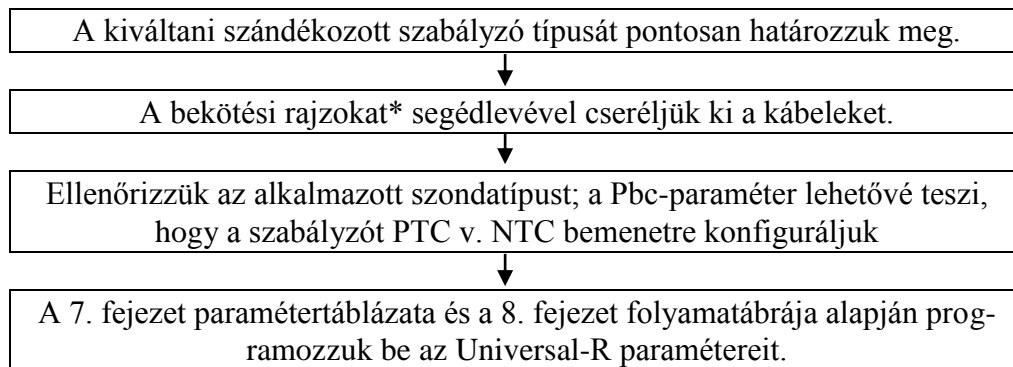 A kiváltani szándékozott szabályzó típusát pontosan határozzuk meg.
A bekötési rajzokat* segédlevével cseréljük ki a kábeleket.
Ellenőrizzük az alkalmazott szondatípust; a Pbc-paraméter lehetővé teszi,
hogy a szabályzót PTC v. NTC bemenetre konfiguráljuk
A 7. fejezet paramétertáblázata és a 8. fejezet folyamatábrája alapján prog-
ramozzuk be az Universal-R paramétereit.